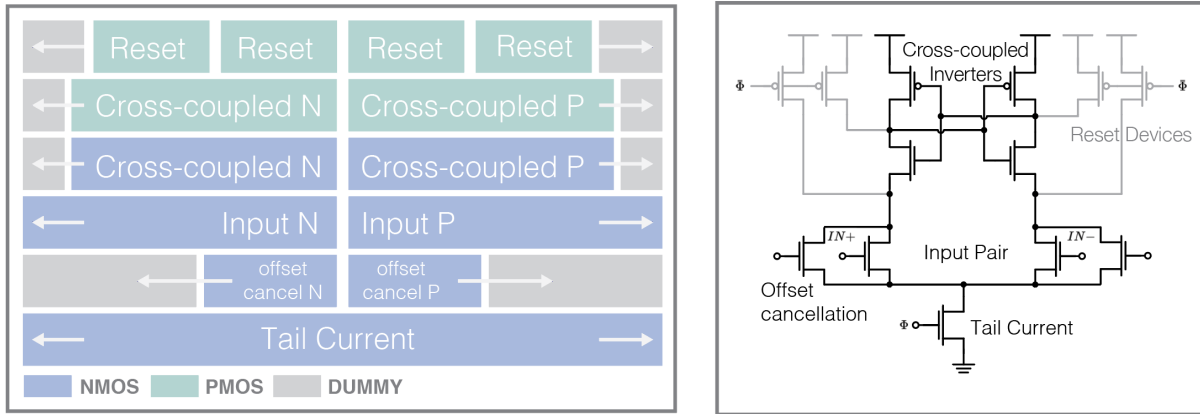 Reset Reset Reset Reset
Cross-coupled N Cross-coupled P
Cross-coupled N Cross-coupled P
Input N Input P
offset
cancel N
offset
cancel P
Tail Current
NMOS PMOS DUMMY
Cross-coupled
Inverters
Φ̄ Φ̄
Reset Devices
IN+ IN−
Input Pair
Offset
cancellation
Φ Tail Current